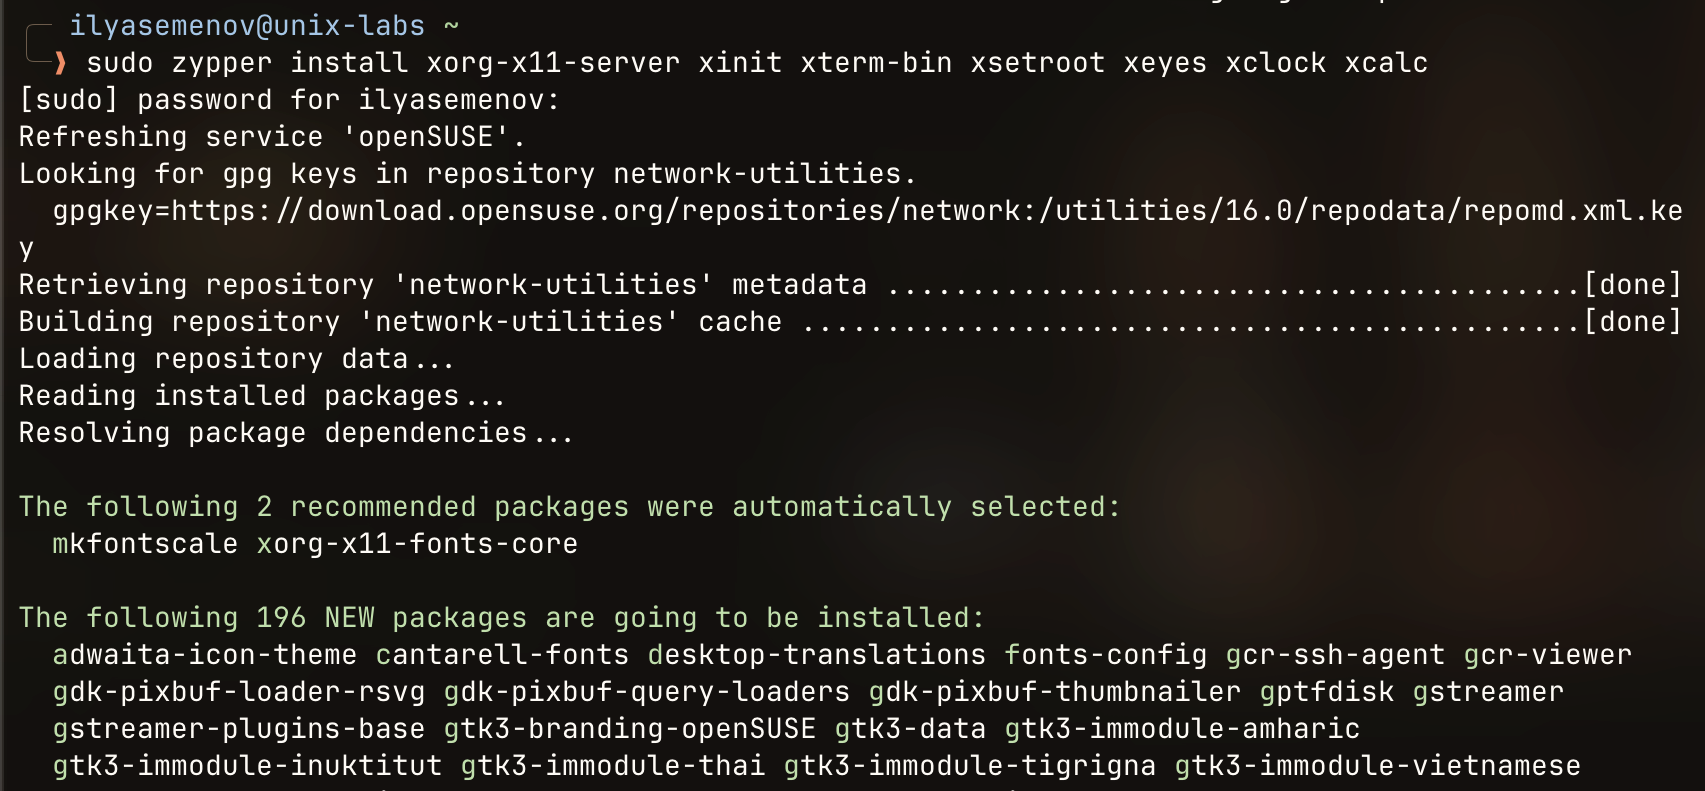 ilyasemenov@unix-labs ~
❯ sudo zypper install xorg-x11-server xinit xterm-bin xsetroot xeyes xclock xcalc
[sudo] password for ilyasemenov:
Refreshing service 'openSUSE'.
Looking for gpg keys in repository network-utilities.
  gpgkey=https://download.opensuse.org/repositories/network:/utilities/16.0/repodata/repomd.xml.ke
y
Retrieving repository 'network-utilities' metadata .........................................[done]
Building repository 'network-utilities' cache ..............................................[done]
Loading repository data...
Reading installed packages...
Resolving package dependencies...
The following 2 recommended packages were automatically selected:
  mkfontscale xorg-x11-fonts-core
The following 196 NEW packages are going to be installed:
  adwaita-icon-theme cantarell-fonts desktop-translations fonts-config gcr-ssh-agent gcr-viewer
  gdk-pixbuf-loader-rsvg gdk-pixbuf-query-loaders gdk-pixbuf-thumbnailer gptfdisk gstreamer
  gstreamer-plugins-base gtk3-branding-openSUSE gtk3-data gtk3-immodule-amharic
  gtk3-immodule-inuktitut gtk3-immodule-thai gtk3-immodule-tigrigna gtk3-immodule-vietnamese